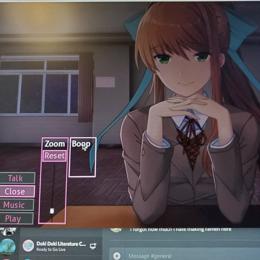 Zoom
Boop
Reset
Talk
Close
Music
Play
I forgot how much I hate making ramen here
Doki Doki Literature C...
Ready to Go Live
Message #general